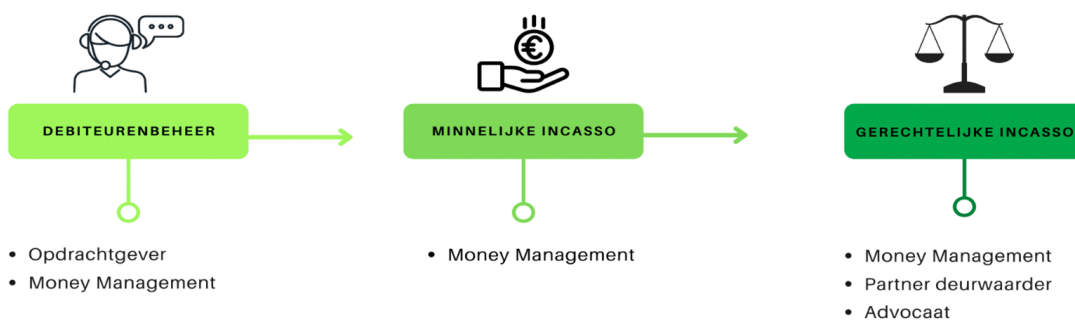 DEBITEURENBEHEER
MINNELIJKE INCASSO
GERECHTELIJKE INCASSO
• Opdrachtgever
• Money Management
• Money Management
• Money Management
• Partner deurwaarder
• Advocaat